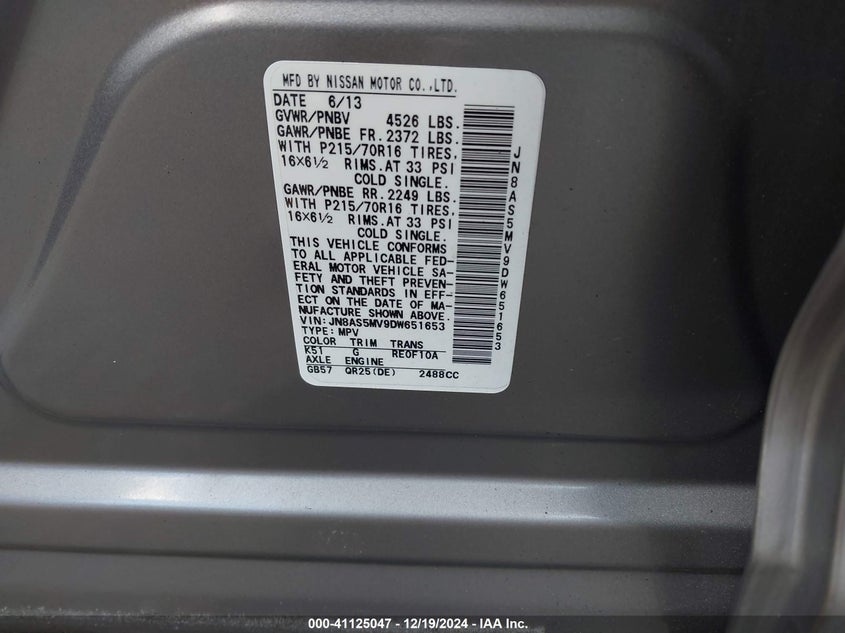 MFD BY NISSAN MOTOR CO.,LTD.
DATE 6/13
GVWR/PNBV 4526 LBS.
GAWR/PNBE FR. 2372 LBS.
WITH P215/70R16 TIRES,
16X6½ RIMS.AT 33 PSI
COLD SINGLE.
GAWR/PNBE RR. 2249 LBS.
WITH P215/70R16 TIRES,
16X6½ RIMS.AT 33 PSI
COLD SINGLE.
THIS VEHICLE CONFORMS
TO ALL APPLICABLE FED-
ERAL MOTOR VEHICLE SA-
FETY AND THEFT PREVEN-
TION STANDARDS IN EFF-
ECT ON THE DATE OF MA-
NUFACTURE SHOWN ABOVE.
VIN: JN8AS5MV9DW651653
TYPE: MPV
COLOR TRIM TRANS
K51 G RE0F10A
AXLE ENGINE
GB57 QR25(DE) 2488CC
JN8AS5MV9DW651653
000-41125047 - 12/19/2024 - IAA Inc.